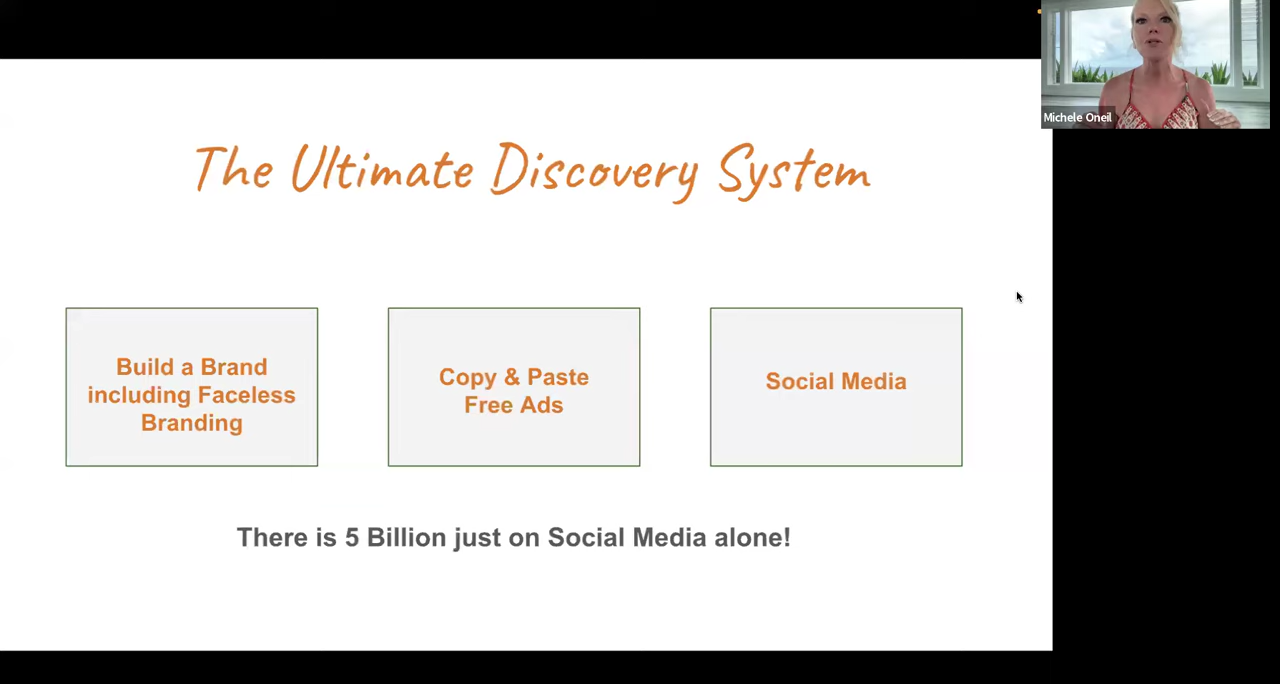 Michele Oneil
The Ultimate Discovery System
Build a Brand
including Faceless
Branding
Copy & Paste
Free Ads
Social Media
There is 5 Billion just on Social Media alone!